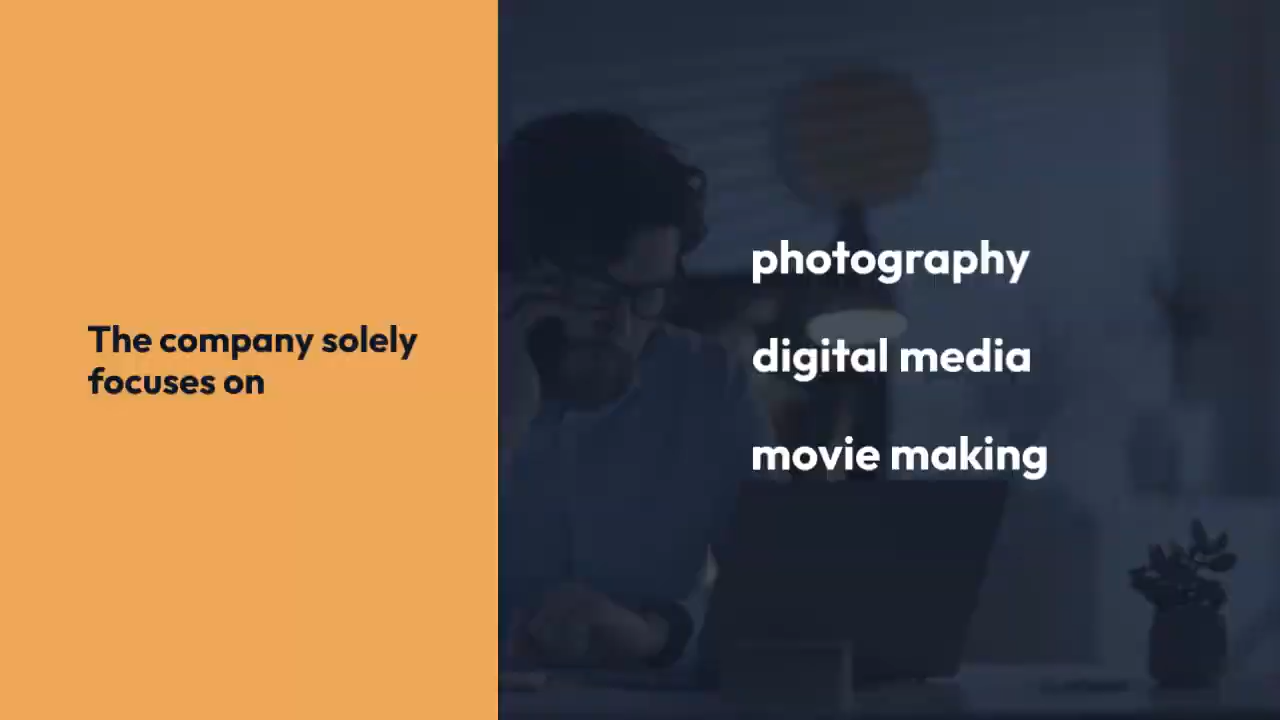 The company solely
focuses on
photography
digital media
movie making